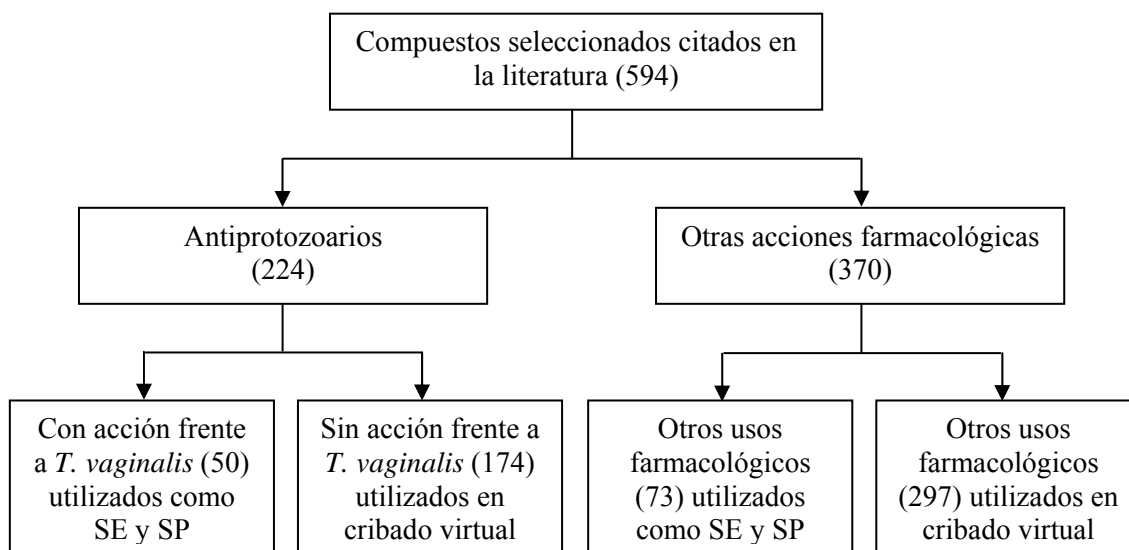 Compuestos seleccionados citados en
la literatura (594)
Antiprotozoarios
(224)
Otras acciones farmacológicas
(370)
Con acción frente
a T. vaginalis (50)
utilizados como
SE y SP
Sin acción frente a
T. vaginalis (174)
utilizados en
cribado virtual
Otros usos
farmacológicos
(73) utilizados
como SE y SP
Otros usos
farmacológicos
(297) utilizados en
cribado virtual